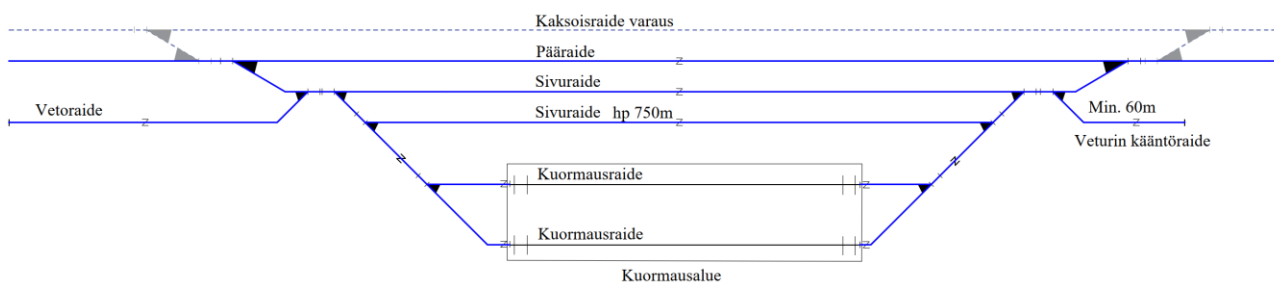 Kaksoisraide varaus
Pääraide
Sivuraide
Vetoraide
Sivuraide hp 750m
Min. 60m
Veturin kääntöraide
Kuormausraide
Kuormausraide
Kuormausalue